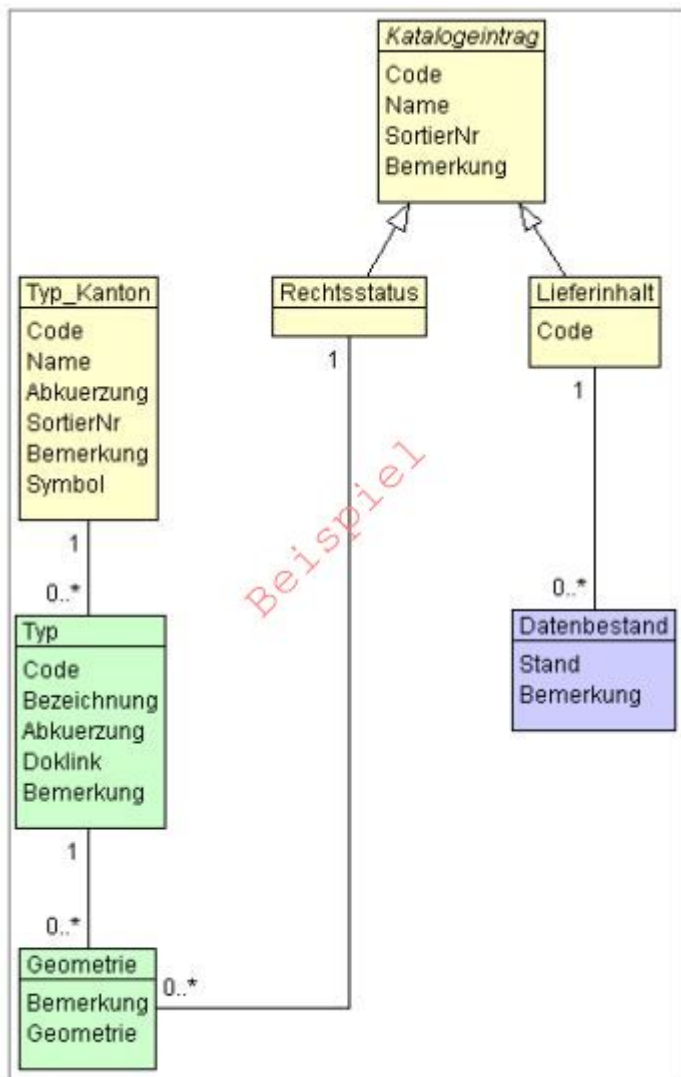 Katalogeintrag
Code
Name
SortierNr
Bemerkung
Typ_Kanton
Code
Name
Abkuerzung
SortierNr
Bemerkung
Symbol
Rechtsstatus
1
Lieferinhalt
Code
1
Beispiel
1
0..*
Typ
Code
Bezeichnung
Abkuerzung
Doklink
Bemerkung
0..*
Datenbestand
Stand
Bemerkung
1
0..*
Geometrie
Bemerkung
Geometrie
0..*